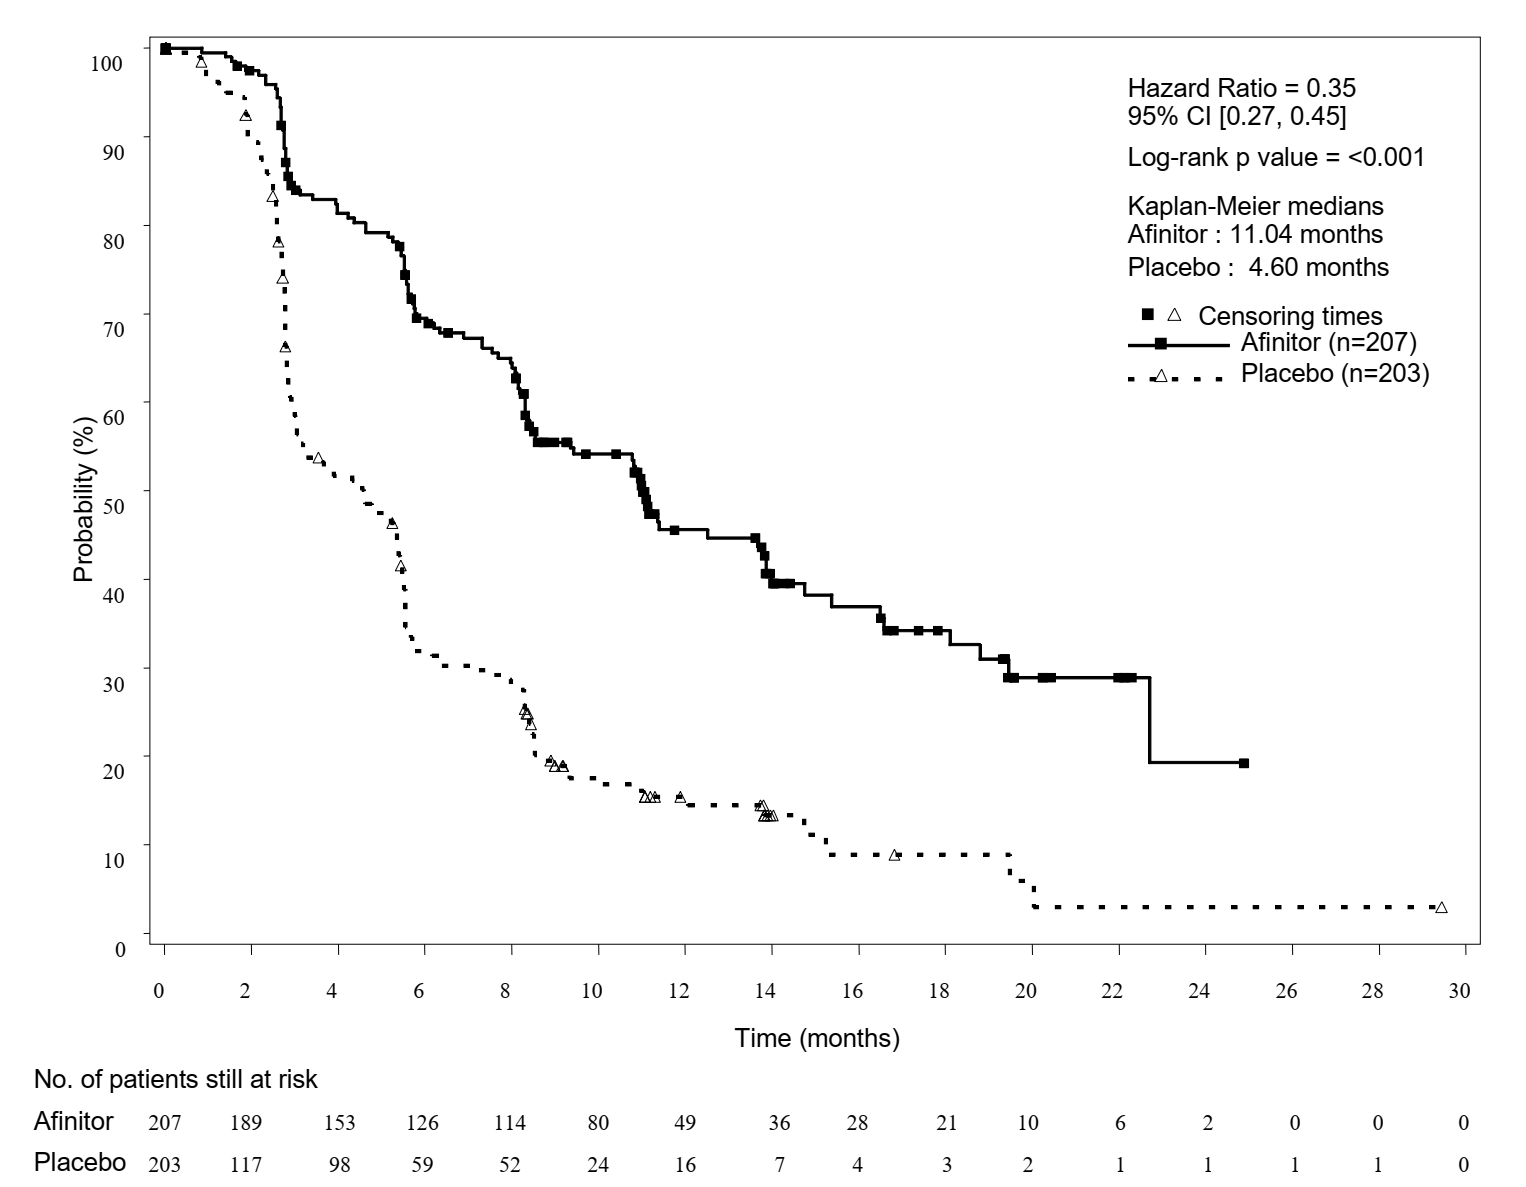 Hazard Ratio = 0.35
95% CI [0.27, 0.45]
Log-rank p value = <0.001
Kaplan-Meier medians
Afinitor : 11.04 months
Placebo : 4.60 months
Censoring times
Afinitor (n=207)
Placebo (n=203)
Probability (%)
100
90
80
70
60
50
40
30
20
10
0
0 2 4 6 8 10 12 14 16 18 20 22 24 26 28 30
Time (months)
No. of patients still at risk
Afinitor 207 189 153 126 114 80 49 36 28 21 10 6 2 0 0 0
Placebo 203 117 98 59 52 24 16 7 4 3 2 1 1 1 1 0